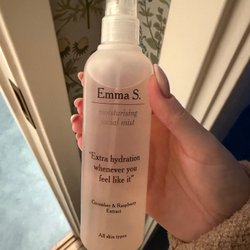 Emma S.
moisturising
facial mist
"Extra hydration
whenever you
feel like it"
Cucumber & Raspberry
Extract
All skin types